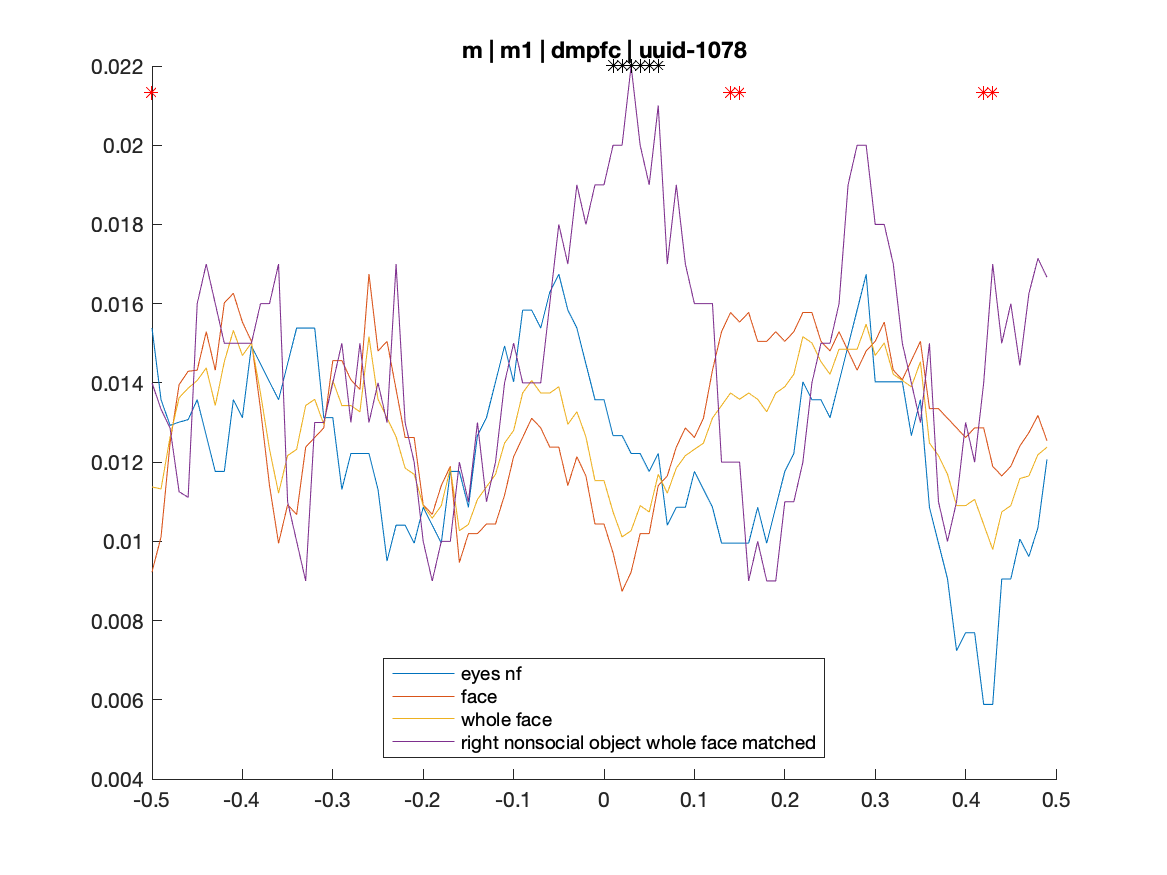 m | m1 | dmpfc | uuid-1078
0.022
0.02
0.018
0.016
0.014
0.012
0.01
0.008
0.006
0.004
eyes nf
face
whole face
right nonsocial object whole face matched
-0.5 -0.4 -0.3 -0.2 -0.1 0 0.1 0.2 0.3 0.4 0.5